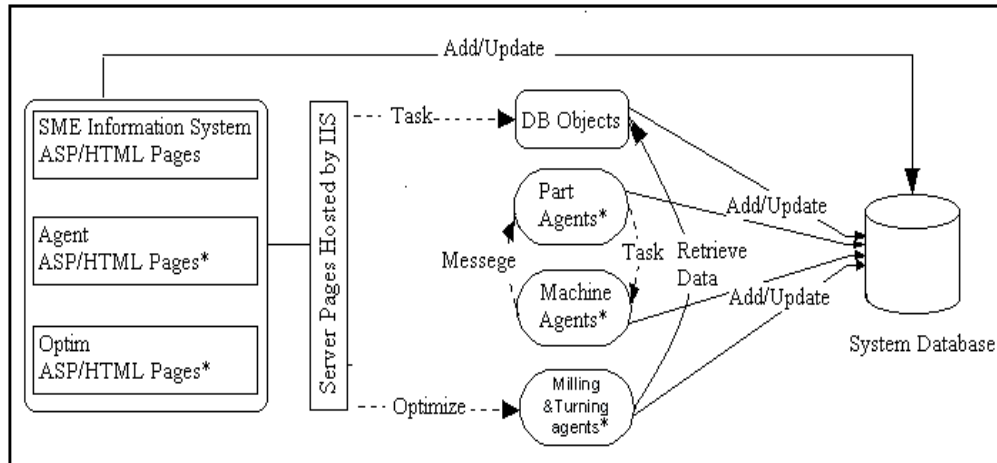 Add/Update
SME Information System
ASP/HTML Pages
Agent
ASP/HTML Pages*
Optim
ASP/HTML Pages*
Server Pages Hosted by IIS
Task
DB Objects
Part
Agents*
Messege
Task
Machine
Agents*
Retrieve
Data
Add/Update
Add/Update
Optimize
Milling
&Turning
agents*
System Database